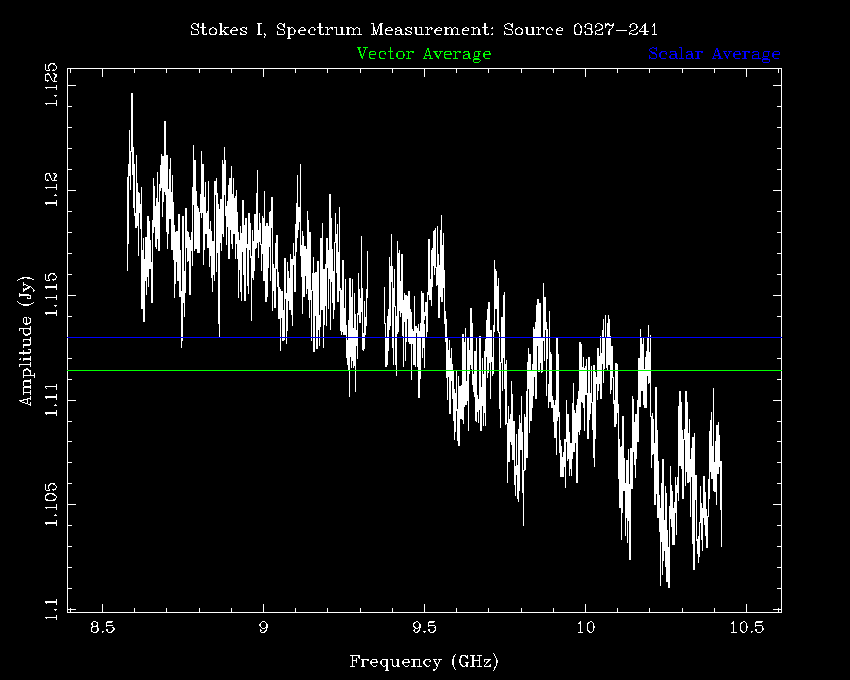 Stokes I, Spectrum Measurement: Source 0327-241
Vector Average
Scalar Average
1.125
1.12
1.115
1.11
1.105
1.1
Amplitude (Jy)
8.5
9
9.5
10
10.5
Frequency (GHz)